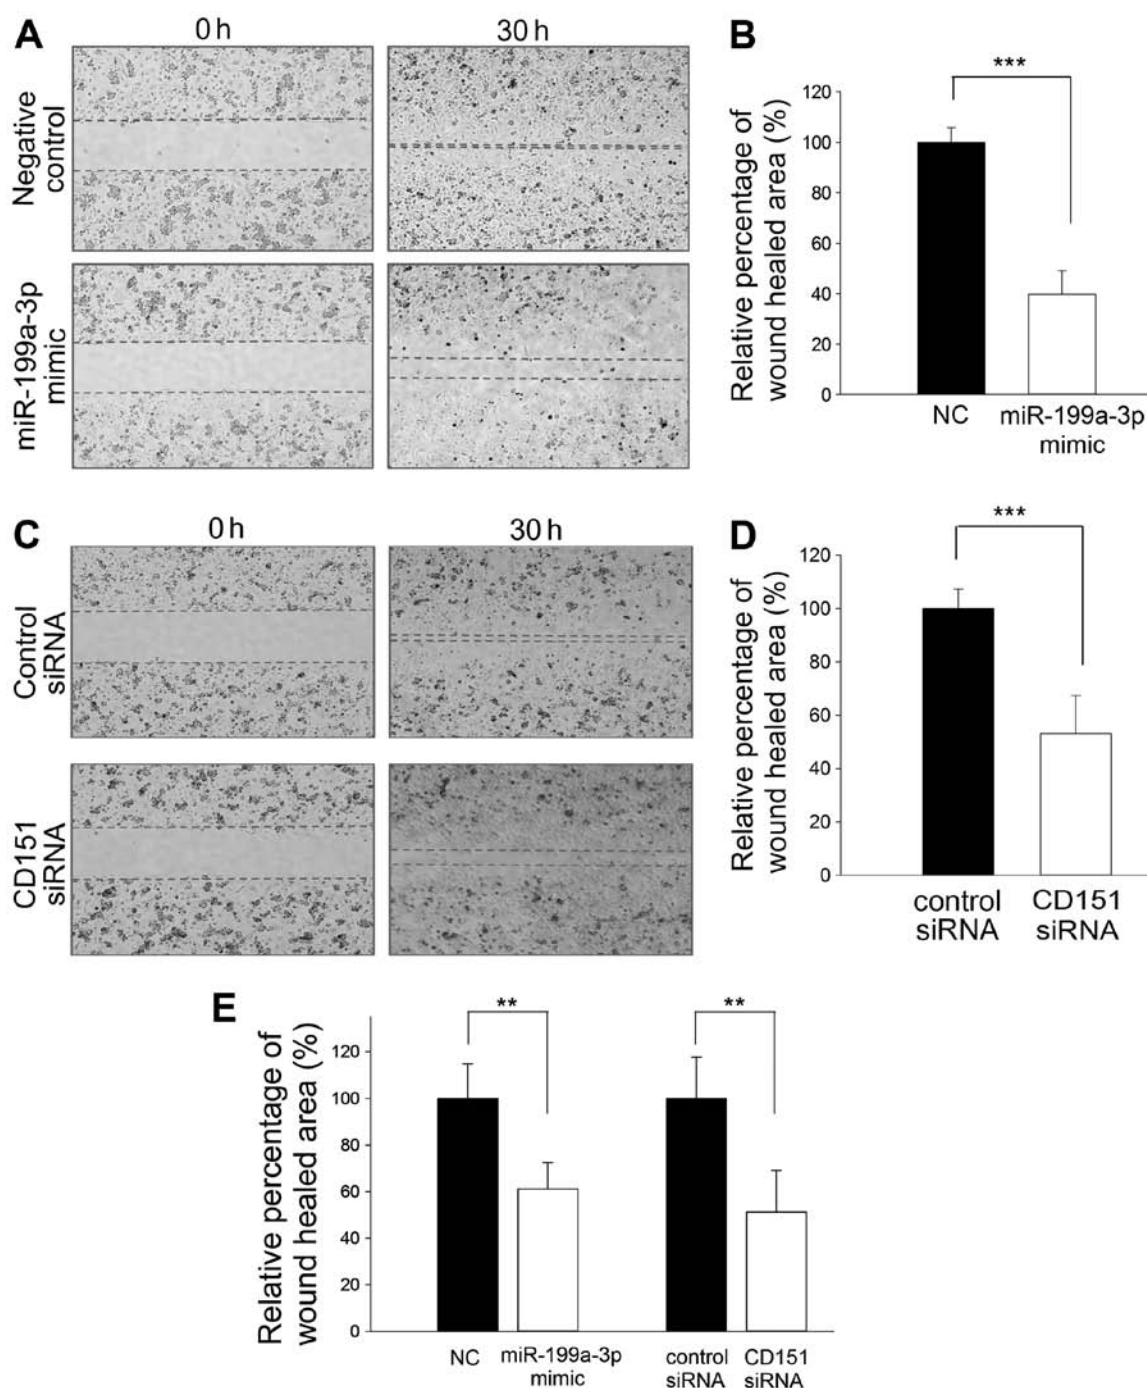 A
0 h
30 h
Negative
control
miR-199a-3p
mimic
B
***
Relative percentage of
wound healed area (%)
120
100
80
60
40
20
0
NC
miR-199a-3p
mimic
C
0 h
30 h
Control
siRNA
CD151
siRNA
D
***
Relative percentage of
wound healed area (%)
120
100
80
60
40
20
0
control
siRNA
CD151
siRNA
E
**
**
Relative percentage of
wound healed area (%)
120
100
80
60
40
20
0
NC
miR-199a-3p
mimic
control
siRNA
CD151
siRNA